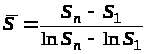 S̅ = (Sₙ − S₁) / (ln Sₙ − ln S₁)